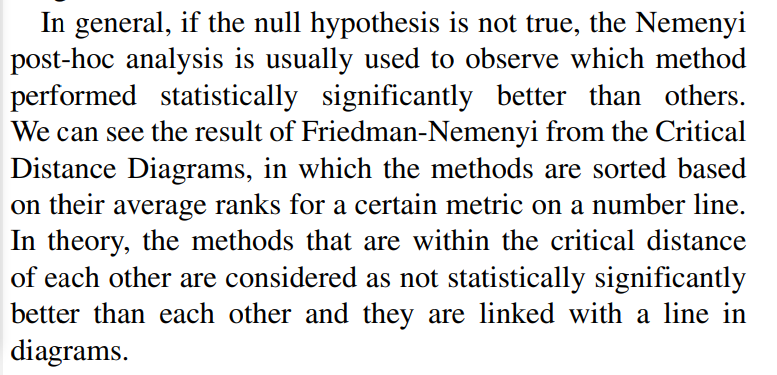 In general, if the null hypothesis is not true, the Nemenyi
post-hoc analysis is usually used to observe which method
performed statistically significantly better than others.
We can see the result of Friedman-Nemenyi from the Critical
Distance Diagrams, in which the methods are sorted based
on their average ranks for a certain metric on a number line.
In theory, the methods that are within the critical distance
of each other are considered as not statistically significantly
better than each other and they are linked with a line in
diagrams.